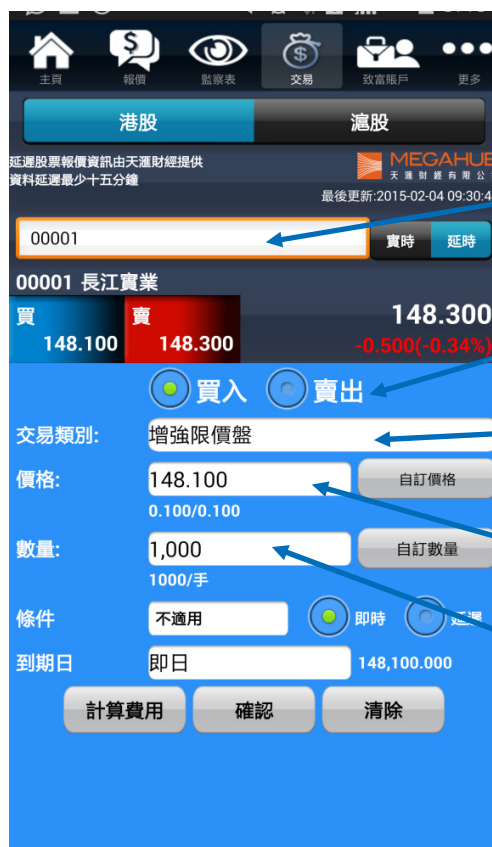 主頁 報價 監察表 交易 致富賬戶 更多
港股 滬股
延遲股票報價資訊由天滙財經提供
資料延遲最少十五分鐘
MEGAHUB
天滙財經有限公
最後更新:2015-02-04 09:30:4
00001 實時 延時
00001 長江實業
買 賣 148.300
148.100 148.300 -0.500(-0.34%)
買入 賣出
交易類別: 增強限價盤
價格: 148.100 自訂價格
0.100/0.100
數量: 1,000 自訂數量
1000/手
條件 不適用 即時 延遲
到期日 即日 148,100.000
計算費用 確認 清除